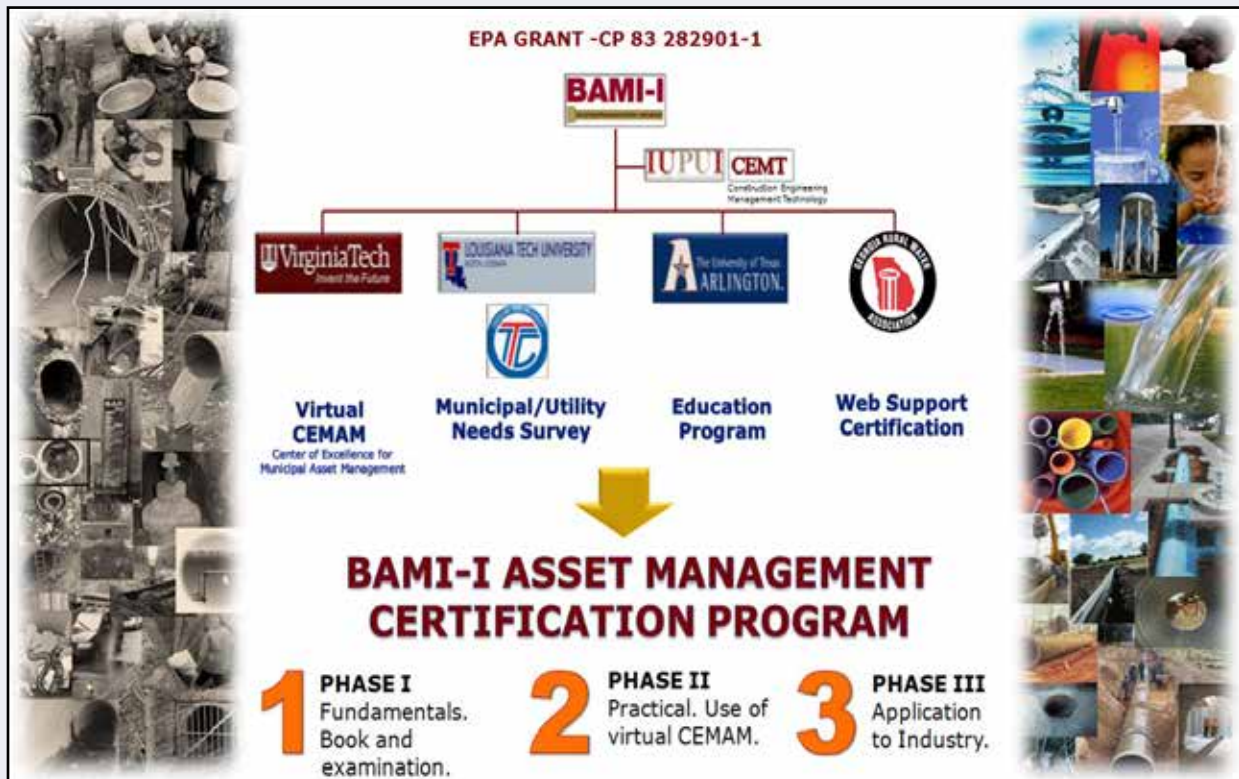 EPA GRANT -CP 83 282901-1
BAMI-I
IUPUI CEMT
Construction Engineering
Management Technology
VirginiaTech
Invent the Future
LOUISIANA TECH UNIVERSITY
The University of Texas
ARLINGTON.
GEORGIA RURAL WATER
ASSOCIATION
TTC
Virtual
CEMAM
Center of Excellence for
Municipal Asset Management
Municipal/Utility
Needs Survey
Education
Program
Web Support
Certification
BAMI-I ASSET MANAGEMENT
CERTIFICATION PROGRAM
1 PHASE I
Fundamentals.
Book and
examination.
2 PHASE II
Practical. Use of
virtual CEMAM.
3 PHASE III
Application
to Industry.